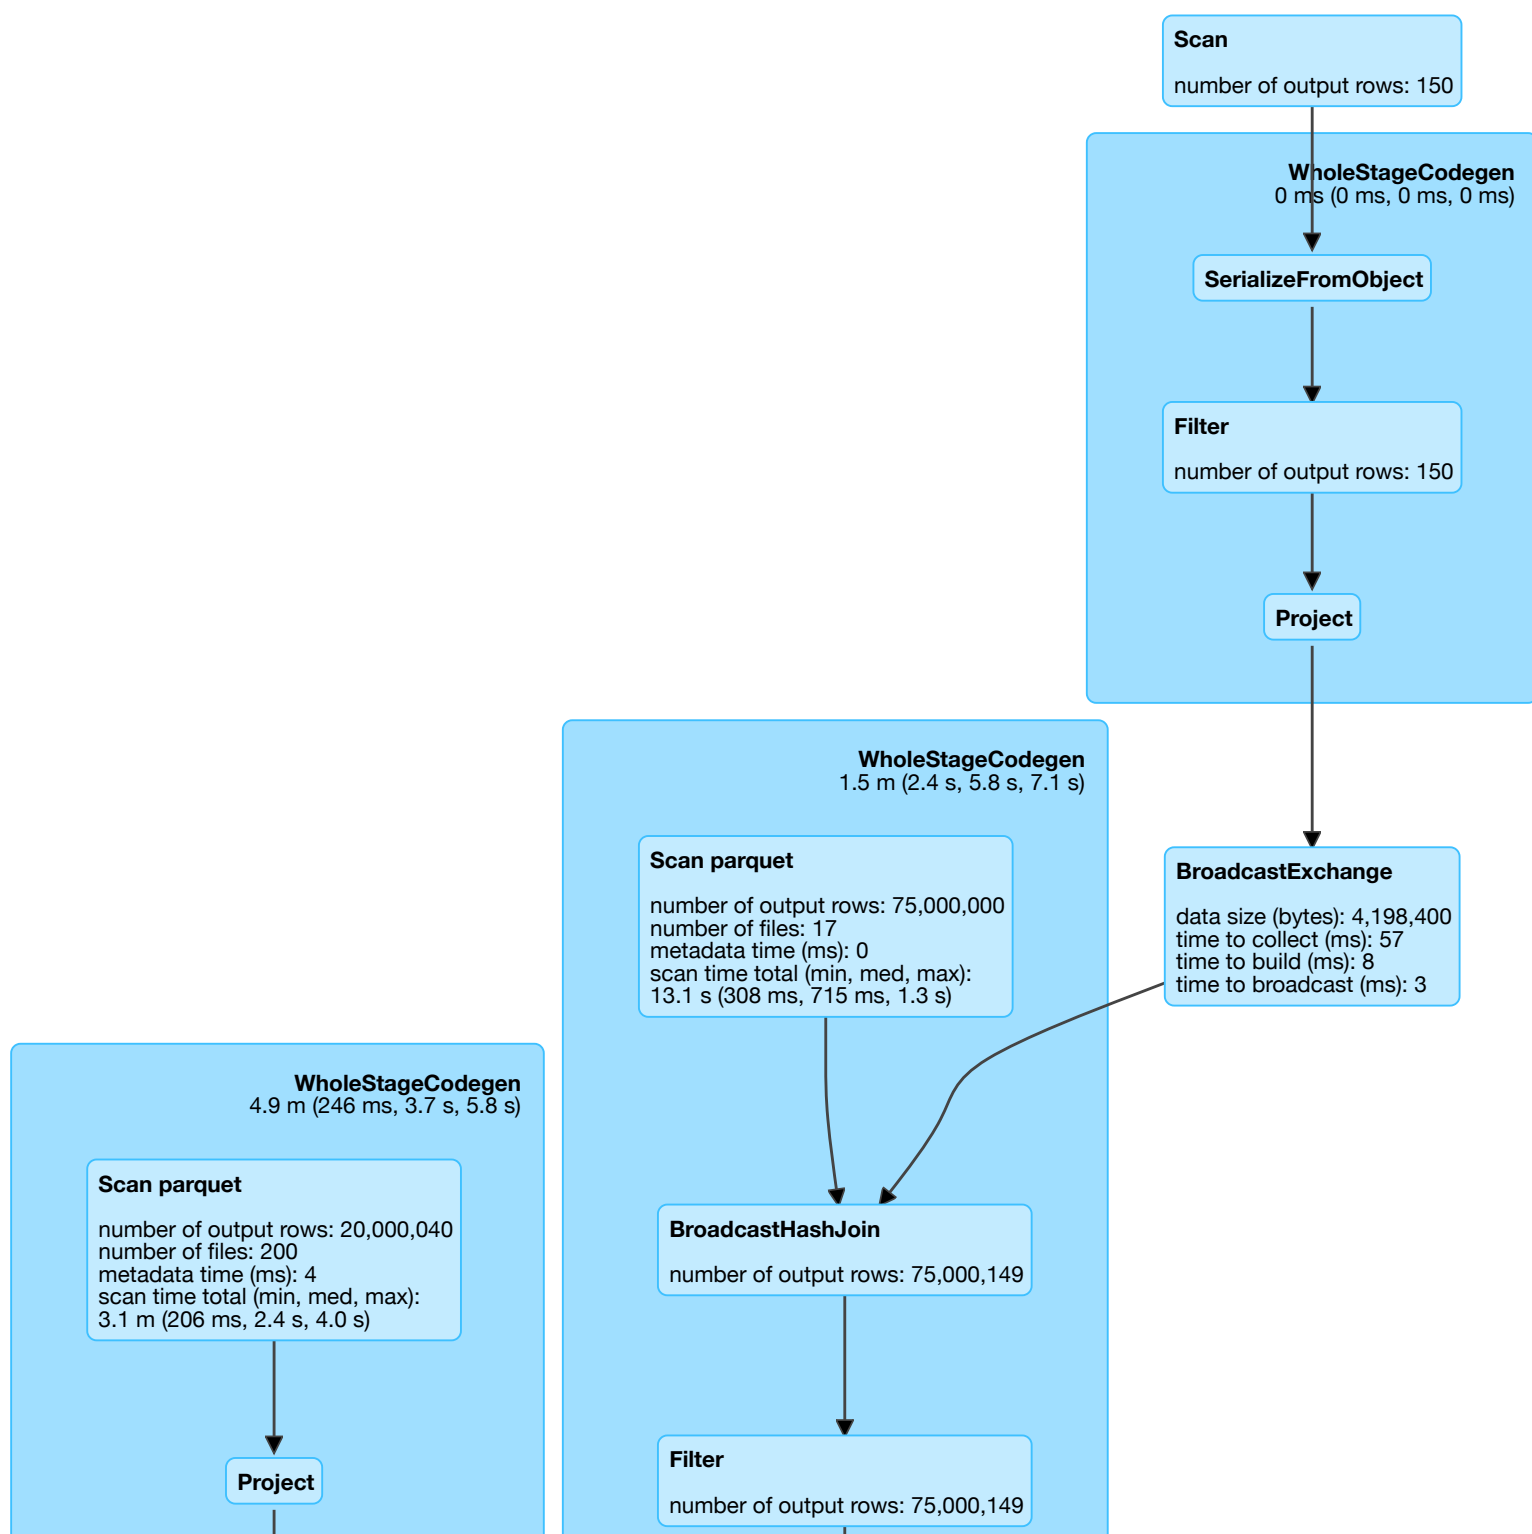 Scan
number of output rows: 150
WholeStageCodegen
0 ms (0 ms, 0 ms, 0 ms)
SerializeFromObject
Filter
number of output rows: 150
Project
WholeStageCodegen
1.5 m (2.4 s, 5.8 s, 7.1 s)
Scan parquet
number of output rows: 75,000,000
number of files: 17
metadata time (ms): 0
scan time total (min, med, max):
13.1 s (308 ms, 715 ms, 1.3 s)
BroadcastExchange
data size (bytes): 4,198,400
time to collect (ms): 57
time to build (ms): 8
time to broadcast (ms): 3
WholeStageCodegen
4.9 m (246 ms, 3.7 s, 5.8 s)
Scan parquet
number of output rows: 20,000,040
number of files: 200
metadata time (ms): 4
scan time total (min, med, max):
3.1 m (206 ms, 2.4 s, 4.0 s)
BroadcastHashJoin
number of output rows: 75,000,149
Project
Filter
number of output rows: 75,000,149